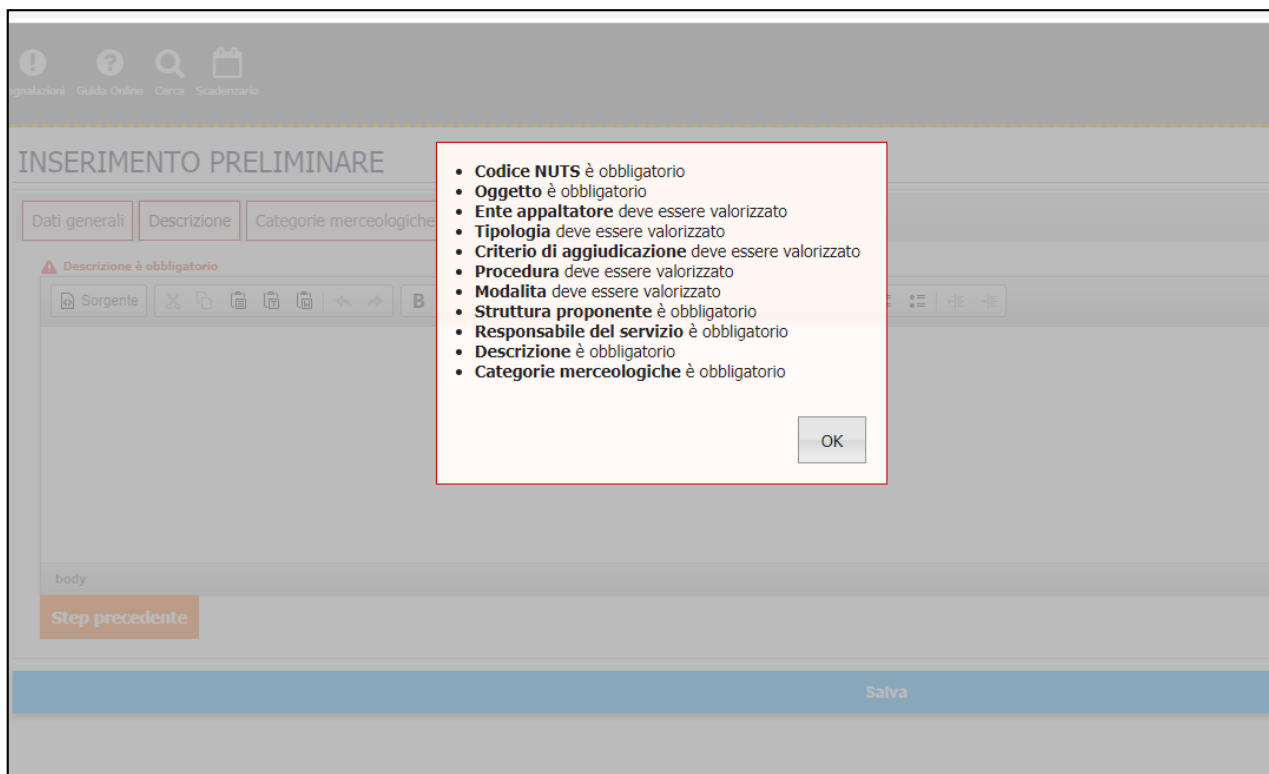 gnalazioni Guida Online Cerca Scadenzario
INSERIMENTO PRELIMINARE
Dati generali Descrizione Categorie merceologiche
Descrizione è obbligatorio
Sorgente B
• Codice NUTS è obbligatorio
• Oggetto è obbligatorio
• Ente appaltatore deve essere valorizzato
• Tipologia deve essere valorizzato
• Criterio di aggiudicazione deve essere valorizzato
• Procedura deve essere valorizzato
• Modalita deve essere valorizzato
• Struttura proponente è obbligatorio
• Responsabile del servizio è obbligatorio
• Descrizione è obbligatorio
• Categorie merceologiche è obbligatorio
OK
body
Step precedente
Salva